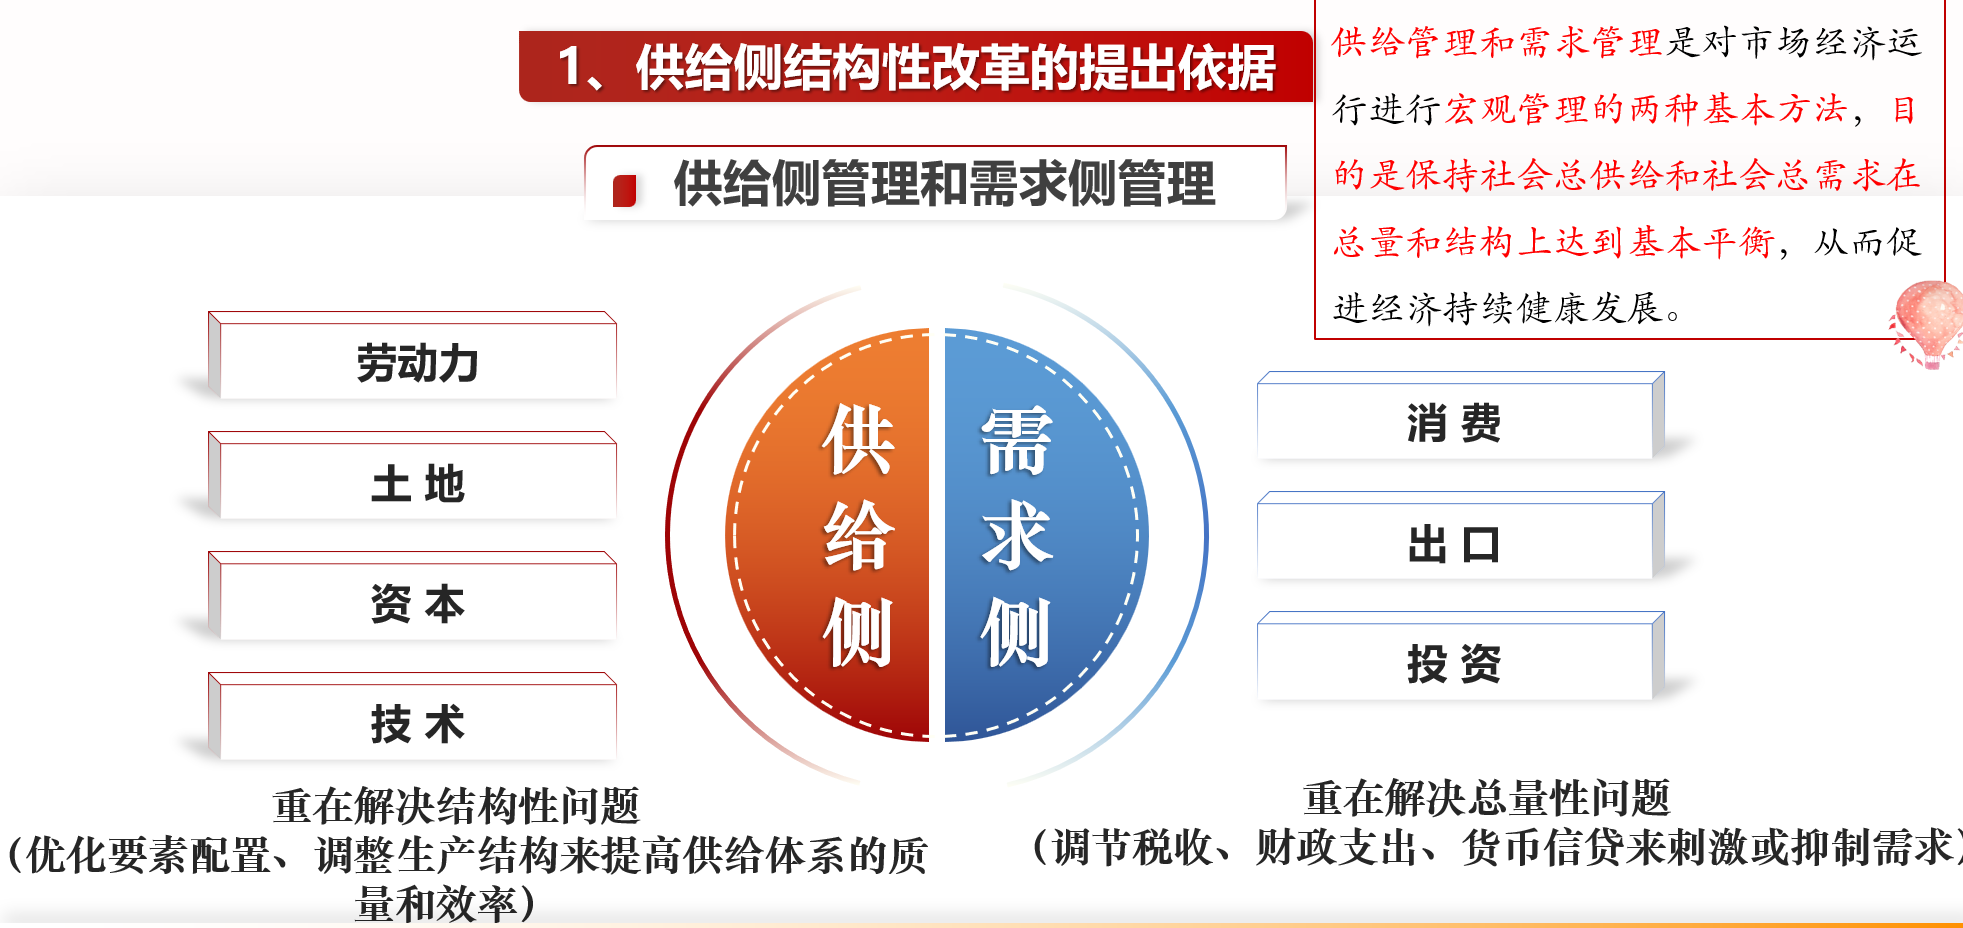 1、供给侧结构性改革的提出依据
供给侧管理和需求侧管理
供给管理和需求管理是对市场经济运
行进行宏观管理的两种基本方法，目
的是保持社会总供给和社会总需求在
总量和结构上达到基本平衡，从而促
进经济持续健康发展。
劳动力
土 地
资 本
技 术
供
给
侧
需
求
侧
消 费
出 口
投 资
重在解决结构性问题
（优化要素配置、调整生产结构来提高供给体系的质
量和效率）
重在解决总量性问题
（调节税收、财政支出、货币信贷来刺激或抑制需求）